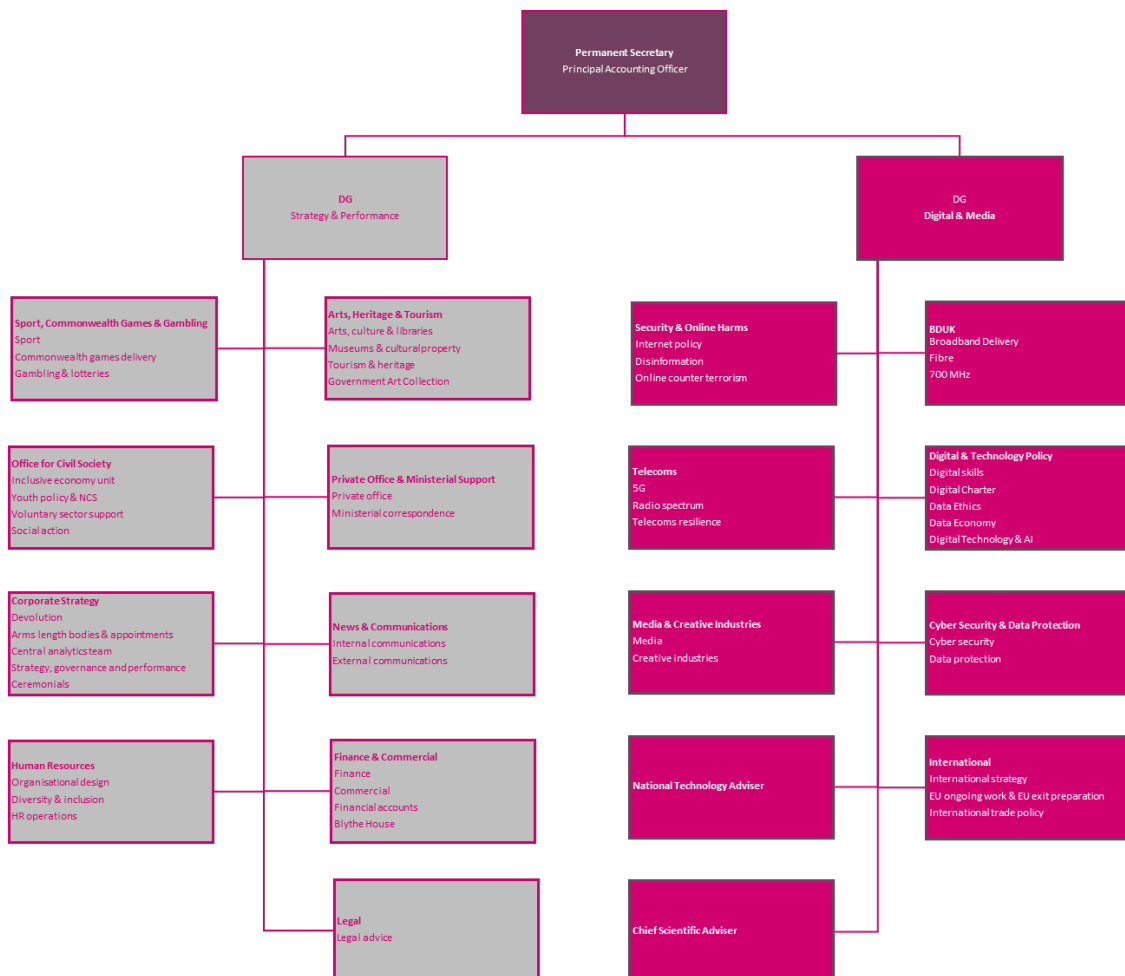 Permanent Secretary
Principal Accounting Officer
DG
Strategy & Performance
DG
Digital & Media
Sport, Commonwealth Games & Gambling
Sport
Commonwealth games delivery
Gambling & lotteries
Arts, Heritage & Tourism
Arts, culture & libraries
Museums & cultural property
Tourism & heritage
Government Art Collection
Security & Online Harms
Internet policy
Disinformation
Online counter terrorism
BDUK
Broadband Delivery
Fibre
700 MHz
Office for Civil Society
Inclusive economy unit
Youth policy & NCS
Voluntary sector support
Social action
Private Office & Ministerial Support
Private office
Ministerial correspondence
Telecoms
5G
Radio spectrum
Telecoms resilience
Digital & Technology Policy
Digital skills
Digital Charter
Data Ethics
Data Economy
Digital Technology & AI
Corporate Strategy
Devolution
Arms length bodies & appointments
Central analytics team
Strategy, governance and performance
Ceremonials
News & Communications
Internal communications
External communications
Media & Creative Industries
Media
Creative industries
Cyber Security & Data Protection
Cyber security
Data protection
Human Resources
Organisational design
Diversity & inclusion
HR operations
Finance & Commercial
Finance
Commercial
Financial accounts
Blythe House
National Technology Adviser
International
International strategy
EU ongoing work & EU exit preparation
International trade policy
Legal
Legal advice
Chief Scientific Adviser